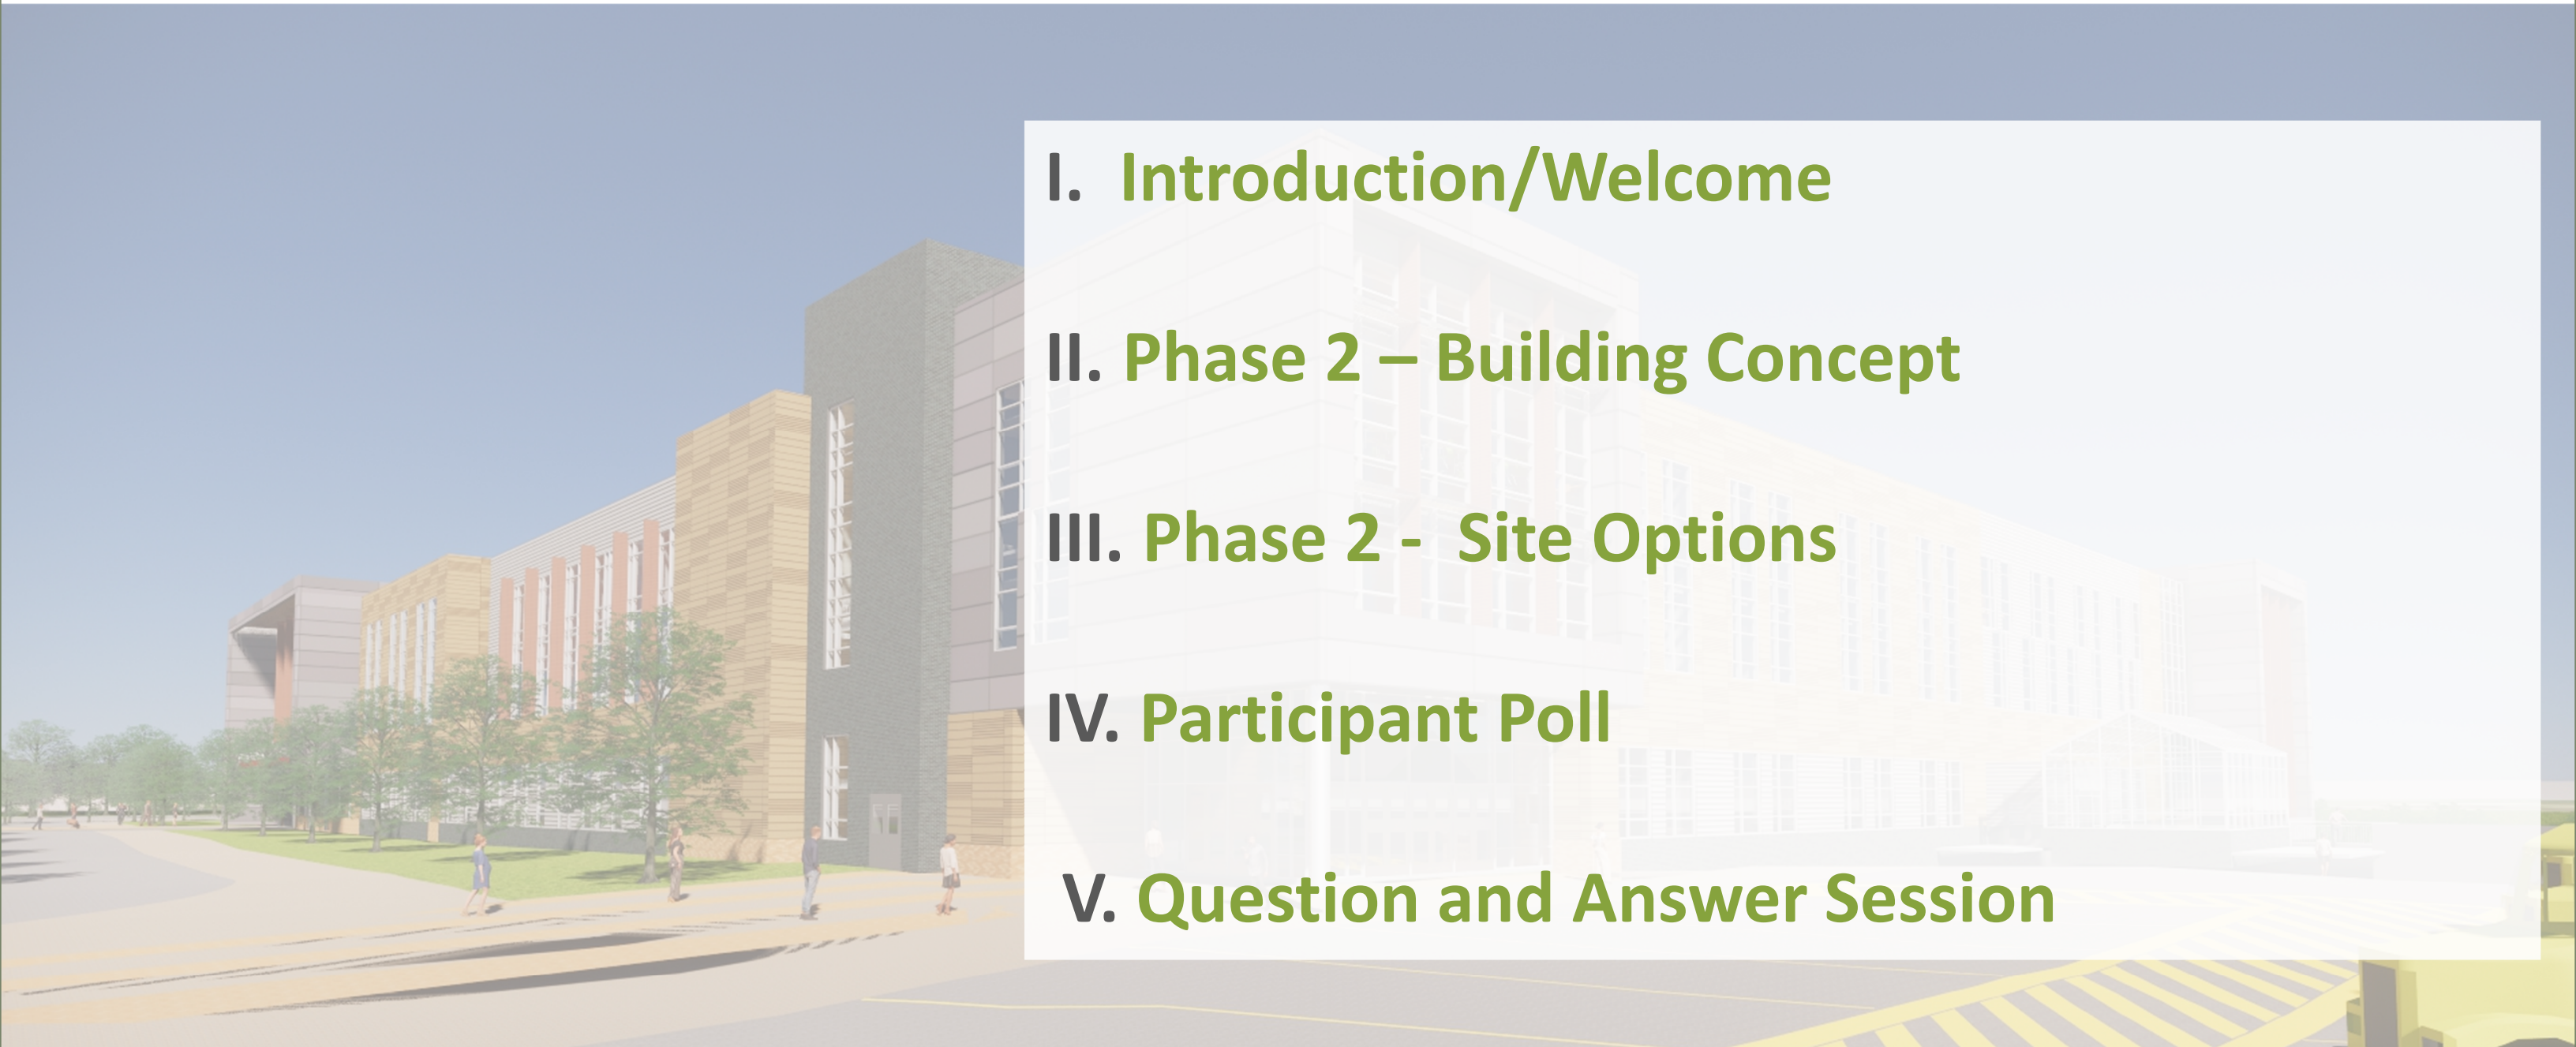 I. Introduction/Welcome
II. Phase 2 – Building Concept
III. Phase 2 - Site Options
IV. Participant Poll
V. Question and Answer Session